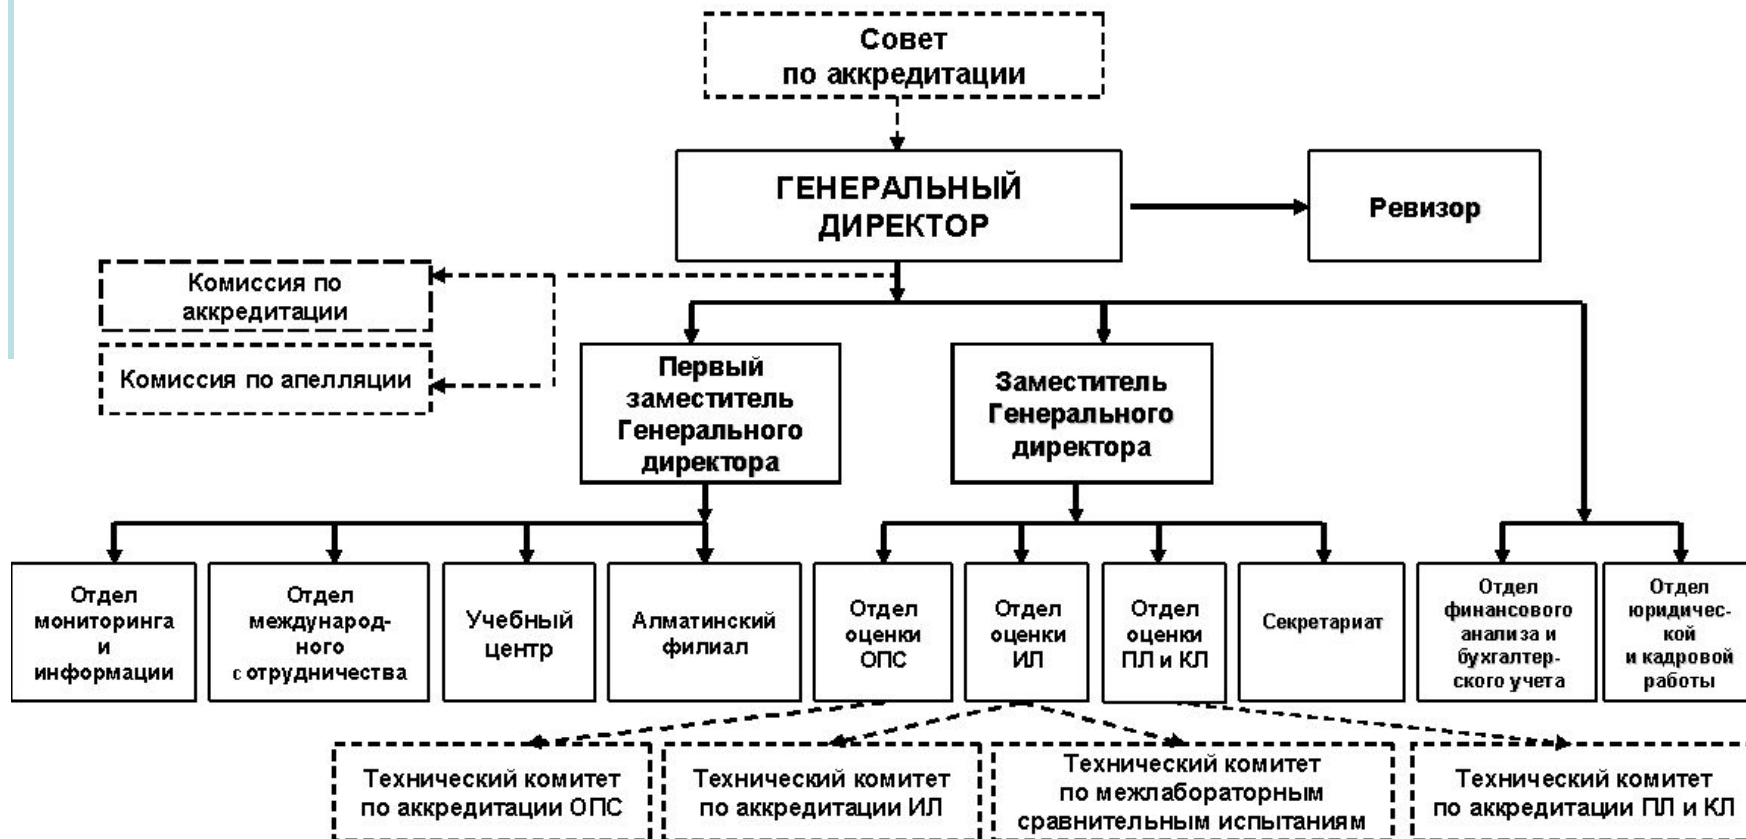 Совет
по аккредитации
ГЕНЕРАЛЬНЫЙ
ДИРЕКТОР
Ревизор
Комиссия по
аккредитации
Комиссия по апелляции
Первый
заместитель
Генерального
директора
Заместитель
Генерального
директора
Отдел
мониторинга
и
информации
Отдел
международ-
ного
сотрудничества
Учебный
центр
Алматинский
филиал
Отдел
оценки
ОПС
Отдел
оценки
ИЛ
Отдел
оценки
ПЛ и КЛ
Секретариат
Отдел
финансового
анализа и
бухгалтер-
ского учета
Отдел
юридичес-
кой
и кадровой
работы
Технический комитет
по аккредитации ОПС
Технический комитет
по аккредитации ИЛ
Технический комитет
по межлабораторным
сравнительным испытаниям
Технический комитет
по аккредитации ПЛ и КЛ